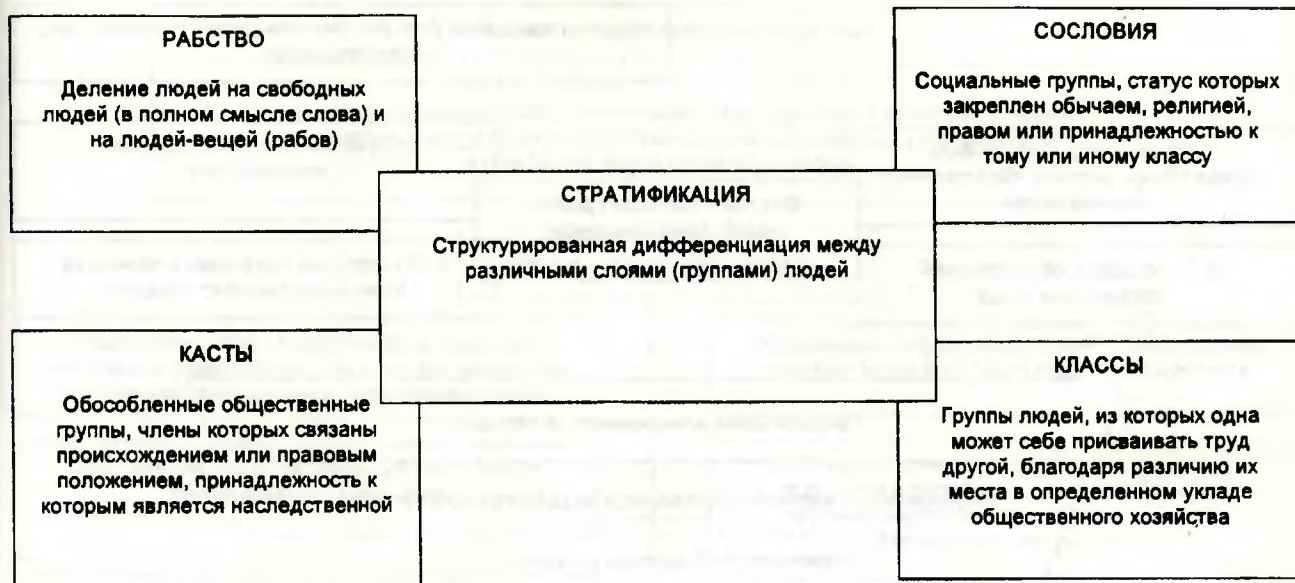 РАБСТВО
Деление людей на свободных
людей (в полном смысле слова) и
на людей-вещей (рабов)
СОСЛОВИЯ
Социальные группы, статус которых
закреплен обычаем, религией,
правом или принадлежностью к
тому или иному классу
СТРАТИФИКАЦИЯ
Структурированная дифференциация между
различными слоями (группами) людей
КАСТЫ
Обособленные общественные
группы, члены которых связаны
происхождением или правовым
положением, принадлежность к
которым является наследственной
КЛАССЫ
Группы людей, из которых одна
может себе присваивать труд
другой, благодаря различию их
места в определенном укладе
общественного хозяйства